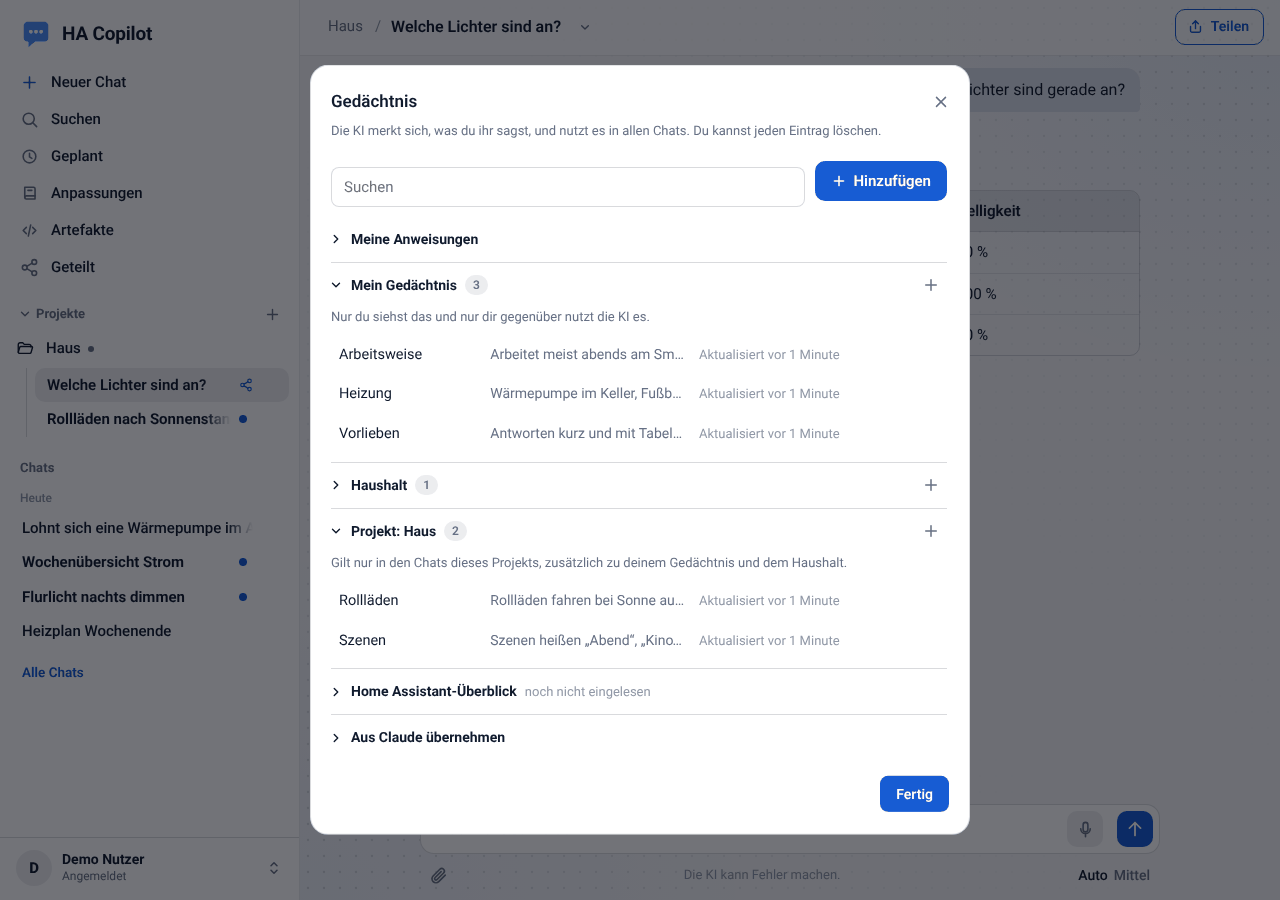 HA Copilot
Neuer Chat
Suchen
Geplant
Anpassungen
Artefakte
Geteilt
Projekte
Haus
Welche Lichter sind an?
Rollläden nach Sonnenstan
Chats
Heute
Lohnt sich eine Wärmepumpe im
Wochenübersicht Strom
Flurlicht nachts dimmen
Heizplan Wochenende
Alle Chats
D
Demo Nutzer
Angemeldet
Haus / Welche Lichter sind an?
Teilen
ichter sind gerade an?
elligkeit
%
00 %
%
Gedächtnis
Die KI merkt sich, was du ihr sagst, und nutzt es in allen Chats. Du kannst jeden Eintrag löschen.
Suchen
Hinzufügen
Meine Anweisungen
Mein Gedächtnis 3
Nur du siehst das und nur dir gegenüber nutzt die KI es.
Arbeitsweise Arbeitet meist abends am Sm… Aktualisiert vor 1 Minute
Heizung Wärmepumpe im Keller, Fußb… Aktualisiert vor 1 Minute
Vorlieben Antworten kurz und mit Tabel… Aktualisiert vor 1 Minute
Haushalt 1
Projekt: Haus 2
Gilt nur in den Chats dieses Projekts, zusätzlich zu deinem Gedächtnis und dem Haushalt.
Rollläden Rollläden fahren bei Sonne au… Aktualisiert vor 1 Minute
Szenen Szenen heißen „Abend“, „Kino… Aktualisiert vor 1 Minute
Home Assistant-Überblick noch nicht eingelesen
Aus Claude übernehmen
Fertig
Die KI kann Fehler machen.
Auto Mittel